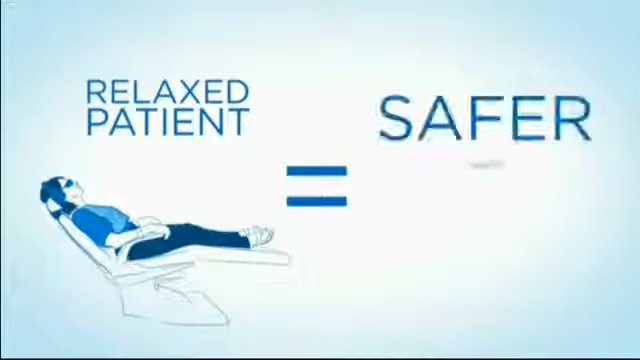 RELAXED
PATIENT
=
SAFER